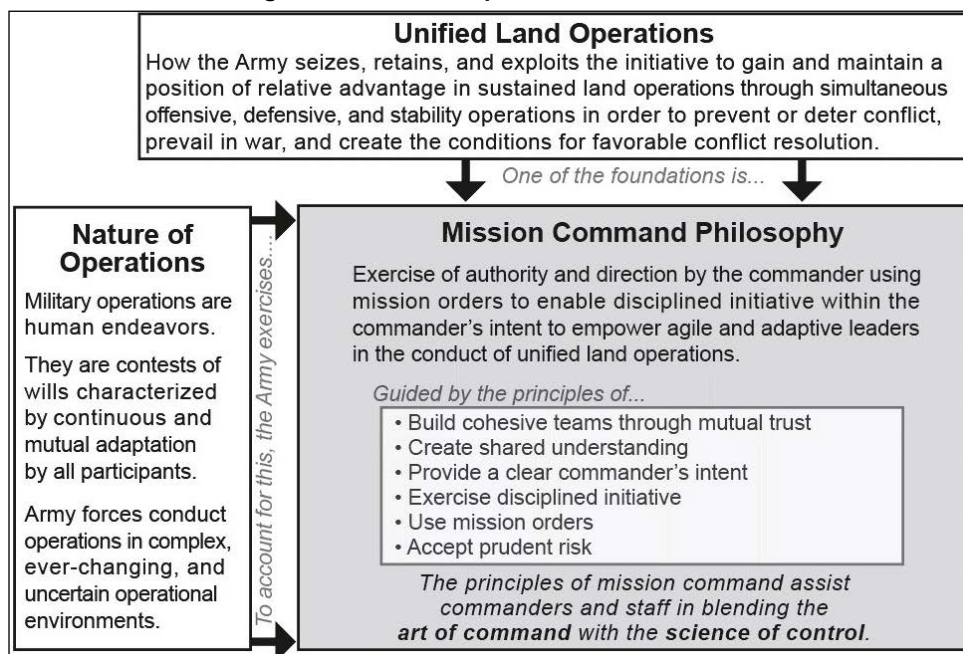 Unified Land Operations
How the Army seizes, retains, and exploits the initiative to gain and maintain a
position of relative advantage in sustained land operations through simultaneous
offensive, defensive, and stability operations in order to prevent or deter conflict,
prevail in war, and create the conditions for favorable conflict resolution.
One of the foundations is...
Nature of
Operations
Military operations are
human endeavors.
They are contests of
wills characterized
by continuous and
mutual adaptation
by all participants.
Army forces conduct
operations in complex,
ever-changing, and
uncertain operational
environments.
To account for this, the Army exercises....
Mission Command Philosophy
Exercise of authority and direction by the commander using
mission orders to enable disciplined initiative within the
commander's intent to empower agile and adaptive leaders
in the conduct of unified land operations.
Guided by the principles of...
• Build cohesive teams through mutual trust
• Create shared understanding
• Provide a clear commander's intent
• Exercise disciplined initiative
• Use mission orders
• Accept prudent risk
The principles of mission command assist
commanders and staff in blending the
art of command with the science of control.